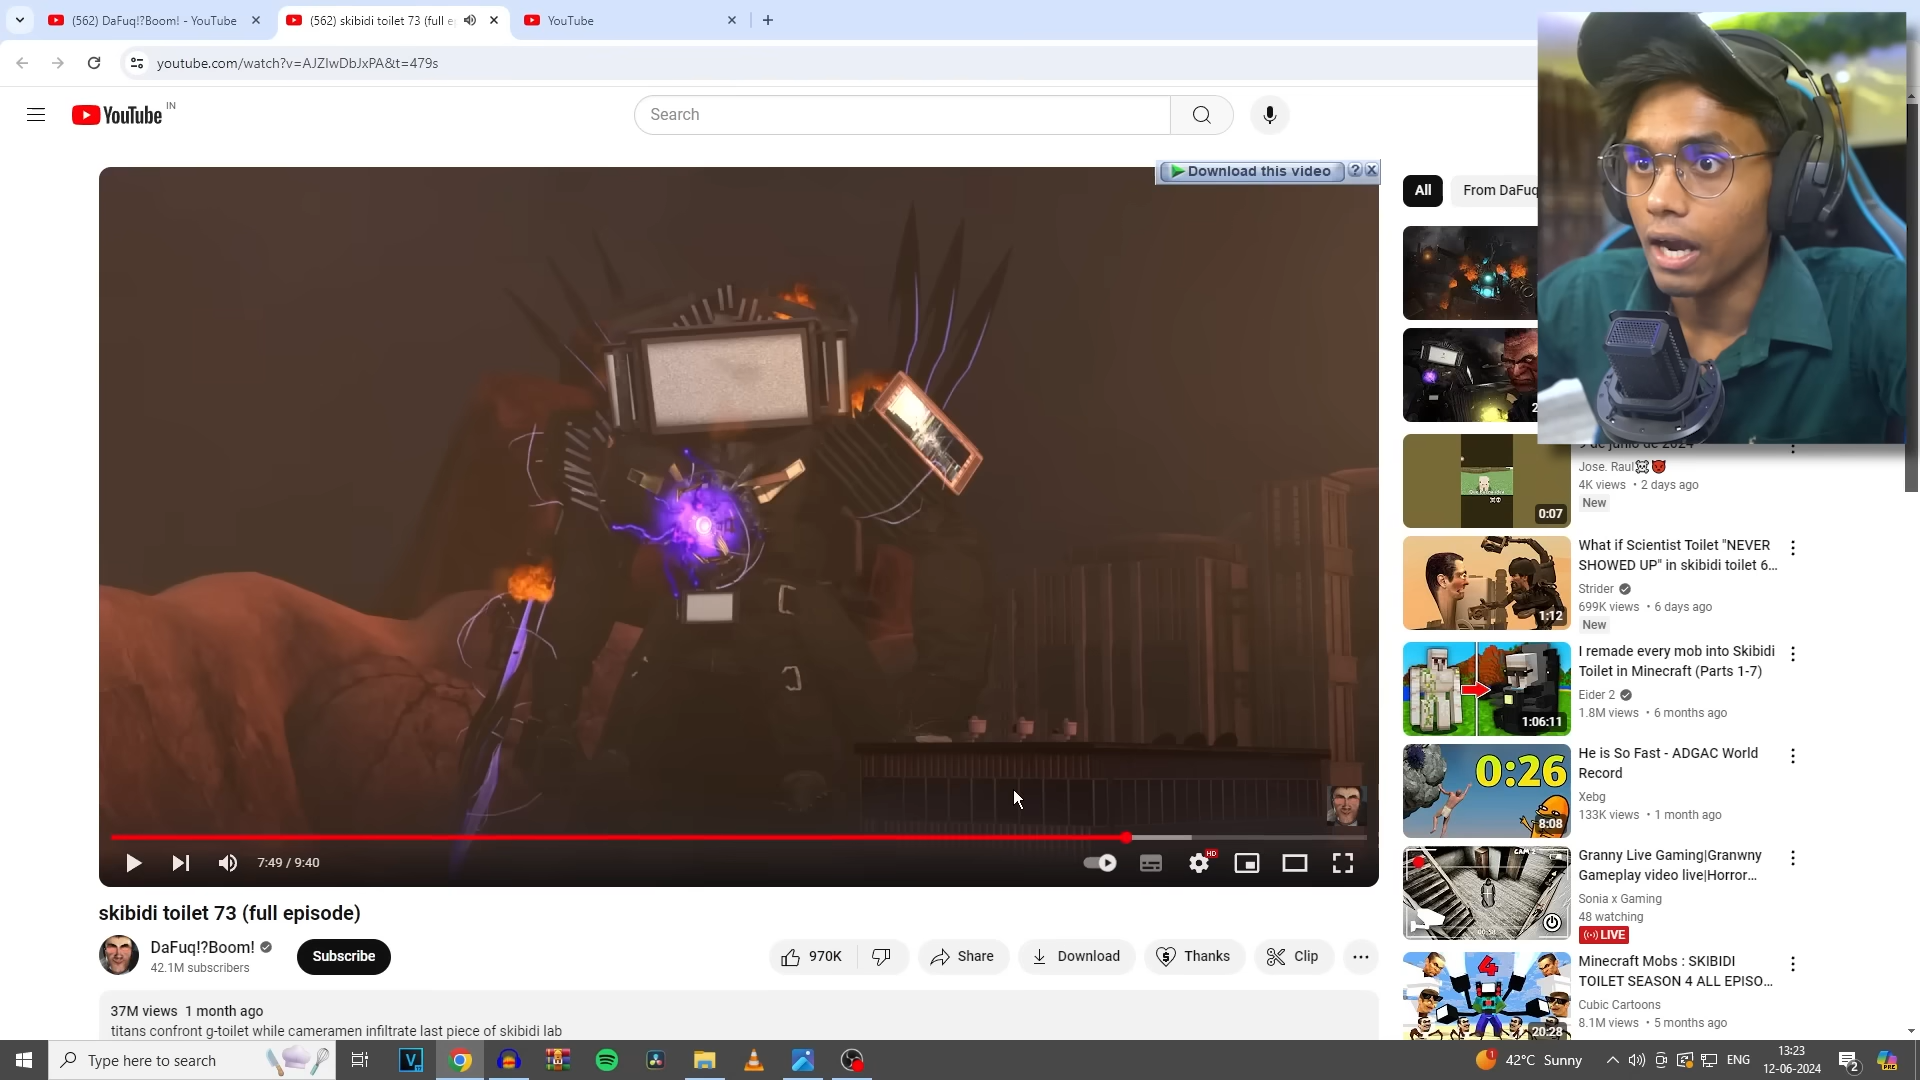 (562) DaFuq!?Boom! - YouTube
(562) skibidi toilet 73 (full e
YouTube
youtube.com/watch?v=AJZIwDbJxPA&t=479s
YouTube IN
Search
Download this video
All
From DaFuq
9 de junio de 2024
Jose. Raul☠️😈
4K views • 2 days ago
New
0:07
What if Scientist Toilet "NEVER
SHOWED UP" in skibidi toilet 6...
Strider
699K views • 6 days ago
New
1:12
I remade every mob into Skibidi
Toilet in Minecraft (Parts 1-7)
Eider 2
1.8M views • 6 months ago
1:06:11
He is So Fast - ADGAC World
Record
Xebg
133K views • 1 month ago
0:26
8:08
Granny Live Gaming|Granwny
Gameplay video live|Horror...
Sonia x Gaming
48 watching
LIVE
Minecraft Mobs : SKIBIDI
TOILET SEASON 4 ALL EPISO...
Cubic Cartoons
8.1M views • 5 months ago
4
20:28
7:49 / 9:40
HD
skibidi toilet 73 (full episode)
DaFuq!?Boom!
42.1M subscribers
Subscribe
970K
Share
Download
Thanks
Clip
37M views 1 month ago
titans confront g-toilet while cameramen infiltrate last piece of skibidi lab
Type here to search
42°C Sunny
ENG
13:23
12-06-2024
2